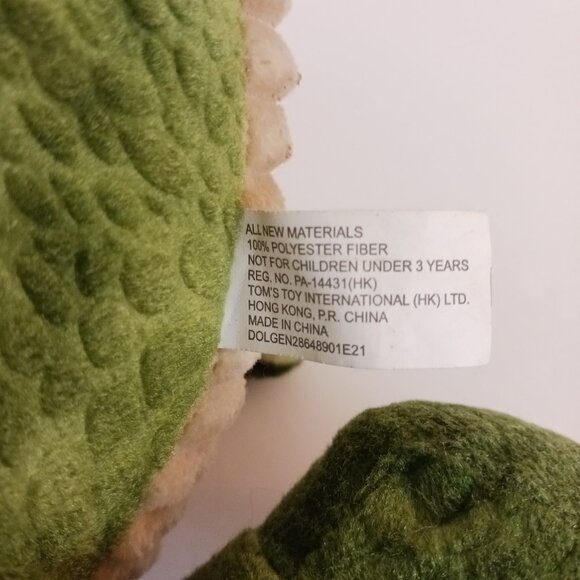 ALL NEW MATERIALS
100% POLYESTER FIBER
NOT FOR CHILDREN UNDER 3 YEARS
REG. NO. PA-14431(HK)
TOM'S TOY INTERNATIONAL (HK) LTD.
HONG KONG, P.R. CHINA
MADE IN CHINA
DOLGEN28648901E21